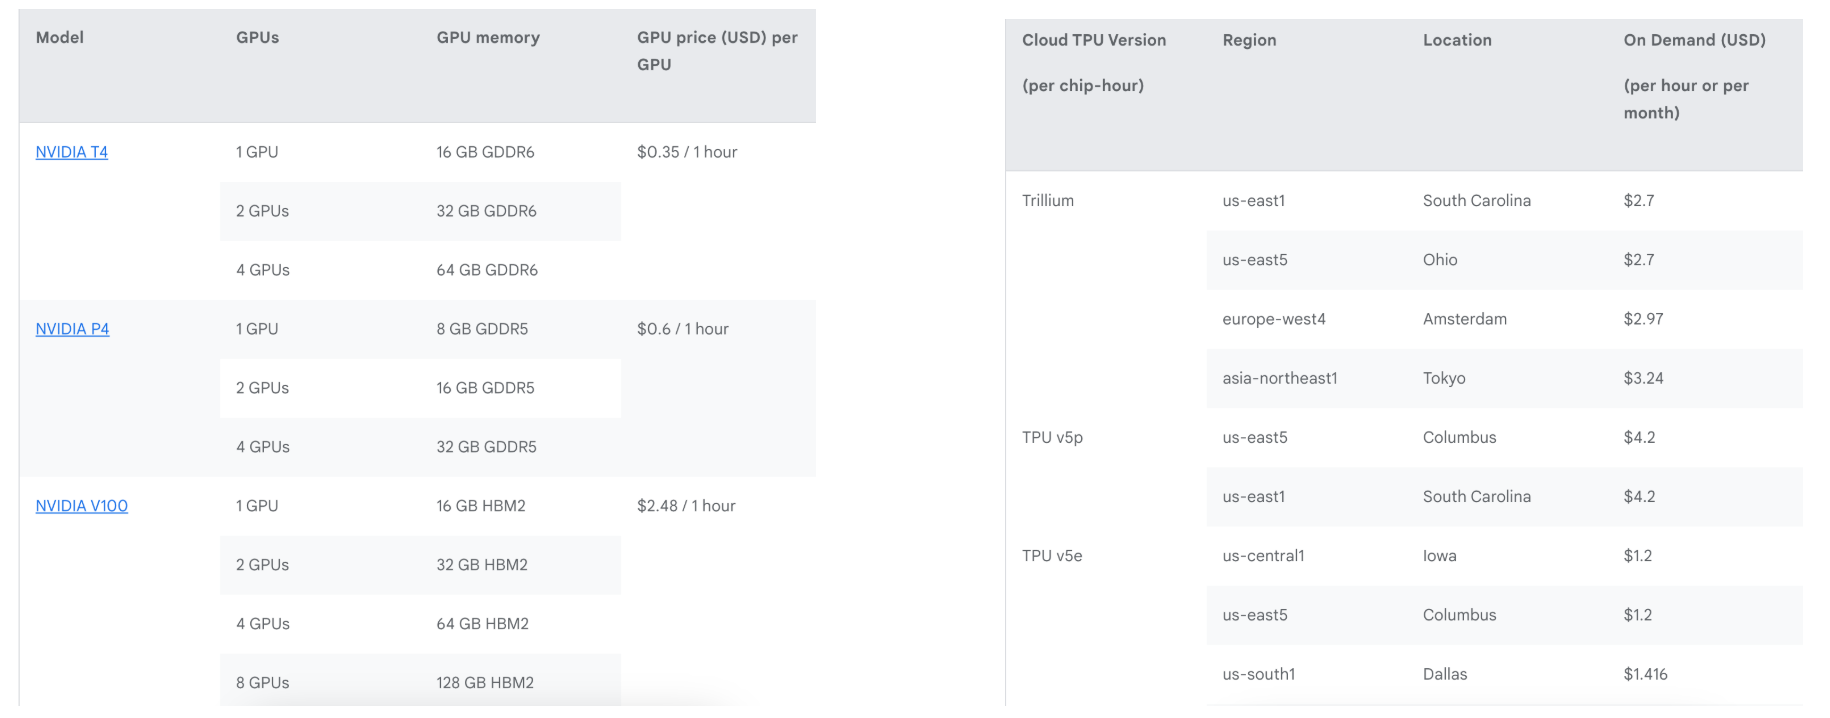 Model GPUs GPU memory GPU price (USD) per
GPU
NVIDIA T4 1 GPU 16 GB GDDR6 $0.35 / 1 hour
2 GPUs 32 GB GDDR6
4 GPUs 64 GB GDDR6
NVIDIA P4 1 GPU 8 GB GDDR5 $0.6 / 1 hour
2 GPUs 16 GB GDDR5
4 GPUs 32 GB GDDR5
NVIDIA V100 1 GPU 16 GB HBM2 $2.48 / 1 hour
2 GPUs 32 GB HBM2
4 GPUs 64 GB HBM2
8 GPUs 128 GB HBM2
Cloud TPU Version Region Location On Demand (USD)
(per chip-hour) (per hour or per
month)
Trillium us-east1 South Carolina $2.7
us-east5 Ohio $2.7
europe-west4 Amsterdam $2.97
asia-northeast1 Tokyo $3.24
TPU v5p us-east5 Columbus $4.2
us-east1 South Carolina $4.2
TPU v5e us-central1 Iowa $1.2
us-east5 Columbus $1.2
us-south1 Dallas $1.416